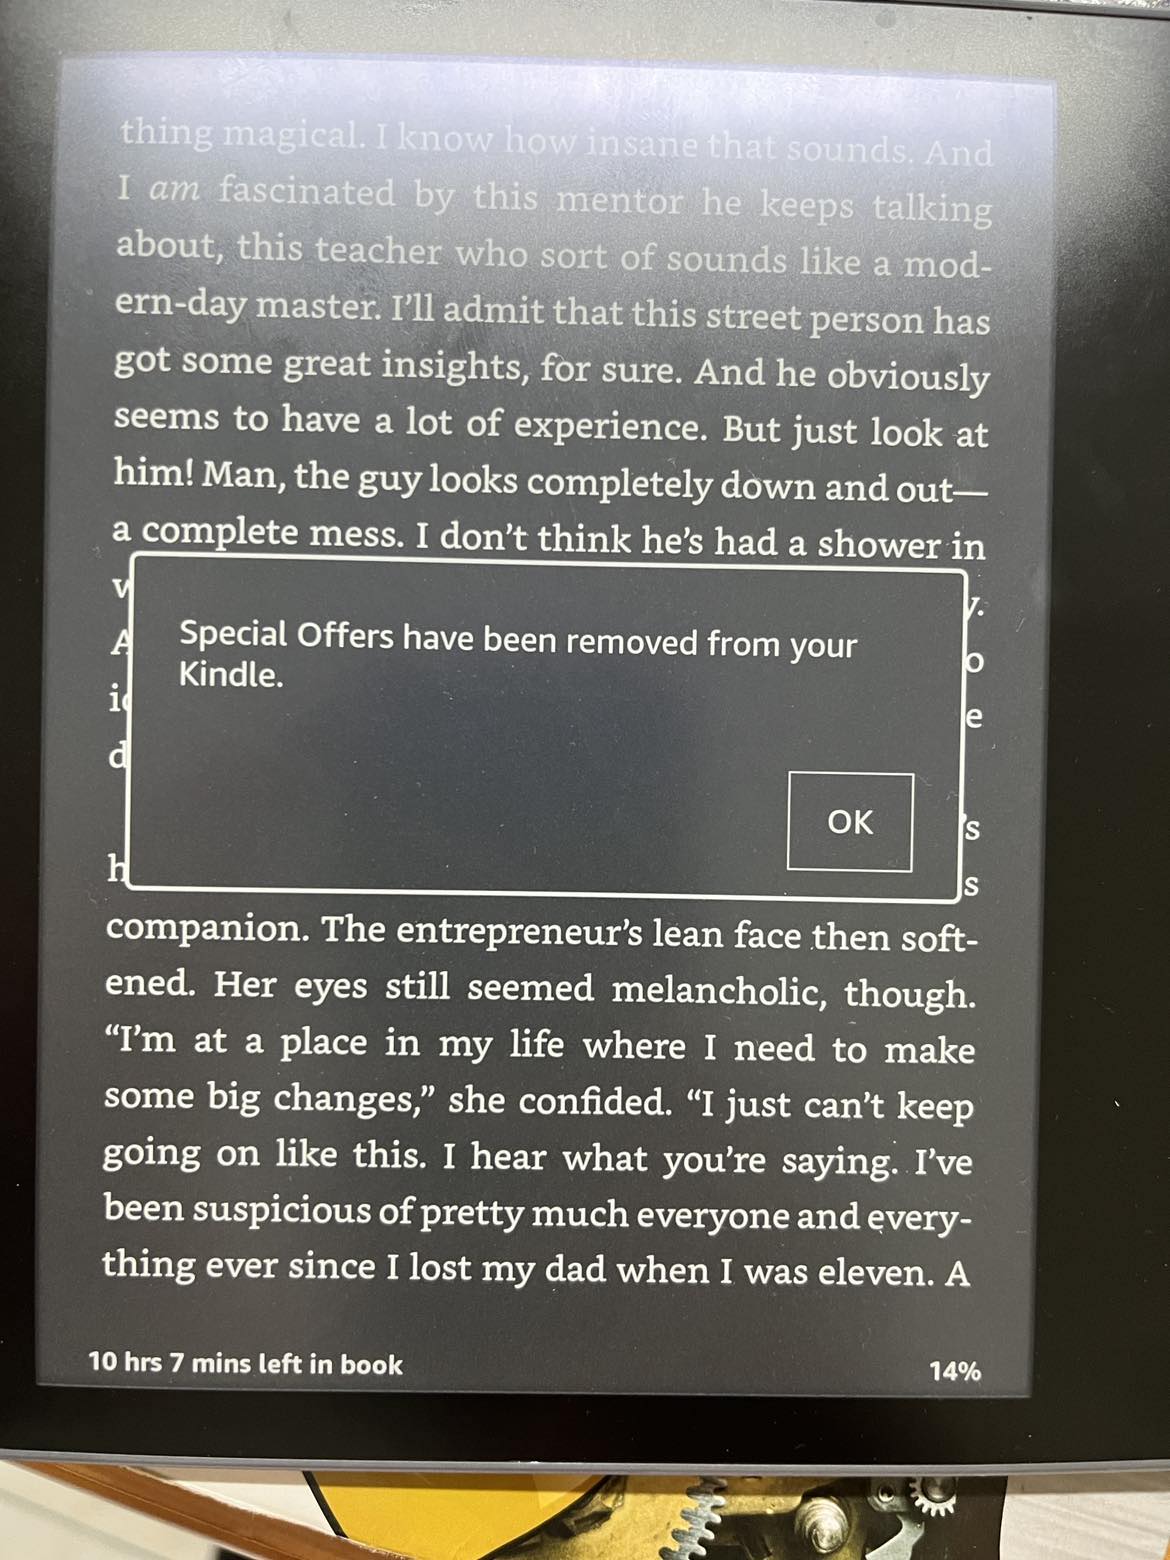 thing magical. I know how insane that sounds. And
I am fascinated by this mentor he keeps talking
about, this teacher who sort of sounds like a mod-
ern-day master. I’ll admit that this street person has
got some great insights, for sure. And he obviously
seems to have a lot of experience. But just look at
him! Man, the guy looks completely down and out—
a complete mess. I don’t think he’s had a shower in
Special Offers have been removed from your
Kindle.
OK
companion. The entrepreneur’s lean face then soft-
ened. Her eyes still seemed melancholic, though.
“I’m at a place in my life where I need to make
some big changes,” she confided. “I just can’t keep
going on like this. I hear what you’re saying. I’ve
been suspicious of pretty much everyone and every-
thing ever since I lost my dad when I was eleven. A
10 hrs 7 mins left in book 14%